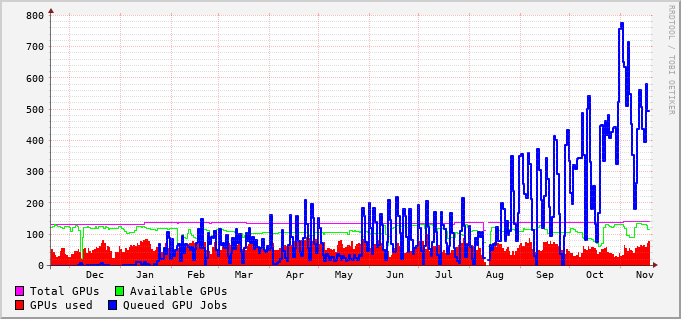 800
700
600
500
400
300
200
100
0
Dec Jan Feb Mar Apr May Jun Jul Aug Sep Oct Nov
Total GPUs Available GPUs
GPUs used Queued GPU Jobs
RRDTOOL / TOBI OETIKER